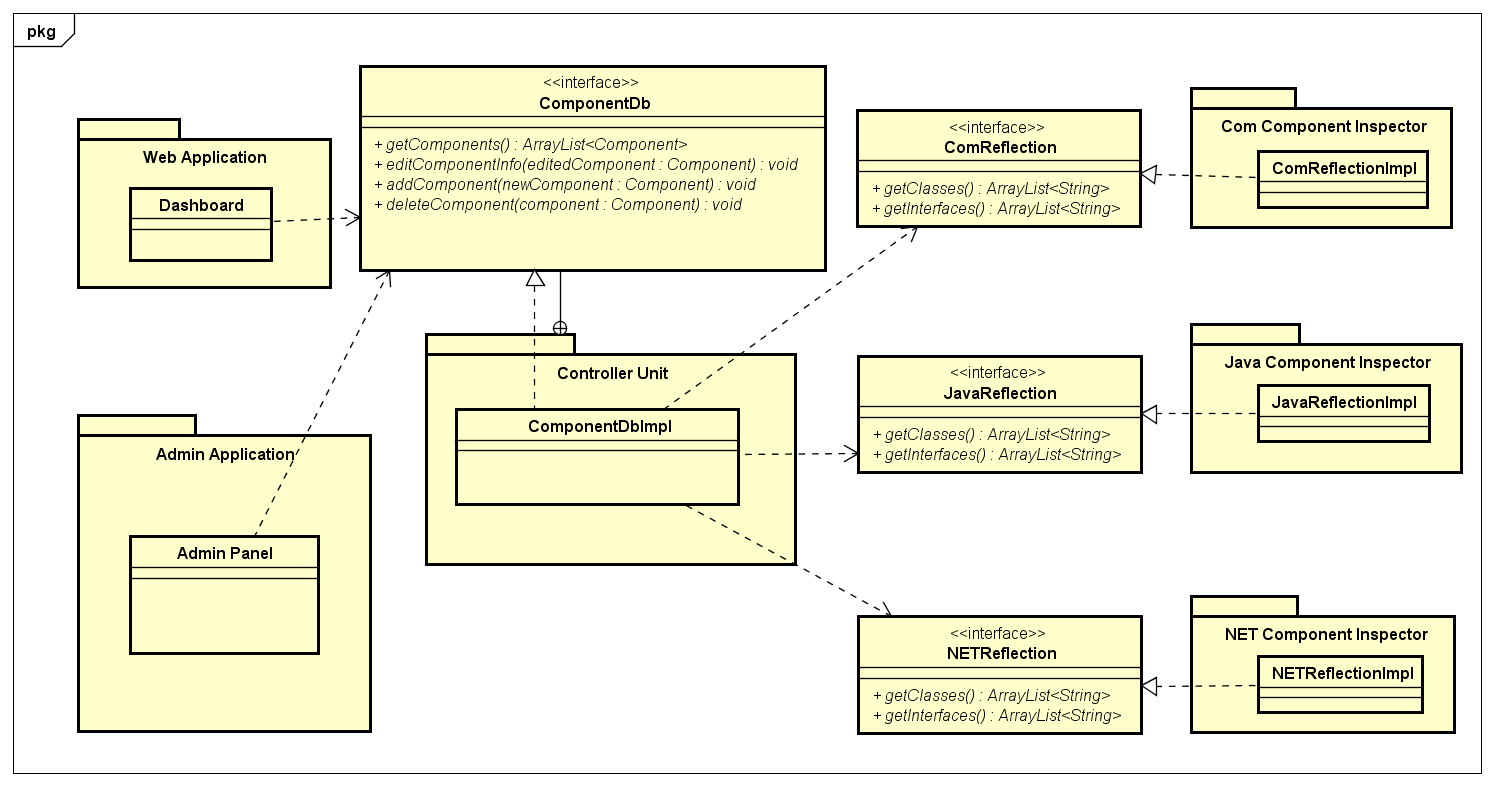 pkg
Web Application
Dashboard
<<interface>>
ComponentDb
+ getComponents() : ArrayList<Component>
+ editComponentInfo(editedComponent : Component) : void
+ addComponent(newComponent : Component) : void
+ deleteComponent(component : Component) : void
<<interface>>
ComReflection
+ getClasses() : ArrayList<String>
+ getInterfaces() : ArrayList<String>
Com Component Inspector
ComReflectionImpl
Admin Application
Admin Panel
Controller Unit
ComponentDbImpl
<<interface>>
JavaReflection
+ getClasses() : ArrayList<String>
+ getInterfaces() : ArrayList<String>
Java Component Inspector
JavaReflectionImpl
<<interface>>
NETReflection
+ getClasses() : ArrayList<String>
+ getInterfaces() : ArrayList<String>
NET Component Inspector
NETReflectionImpl